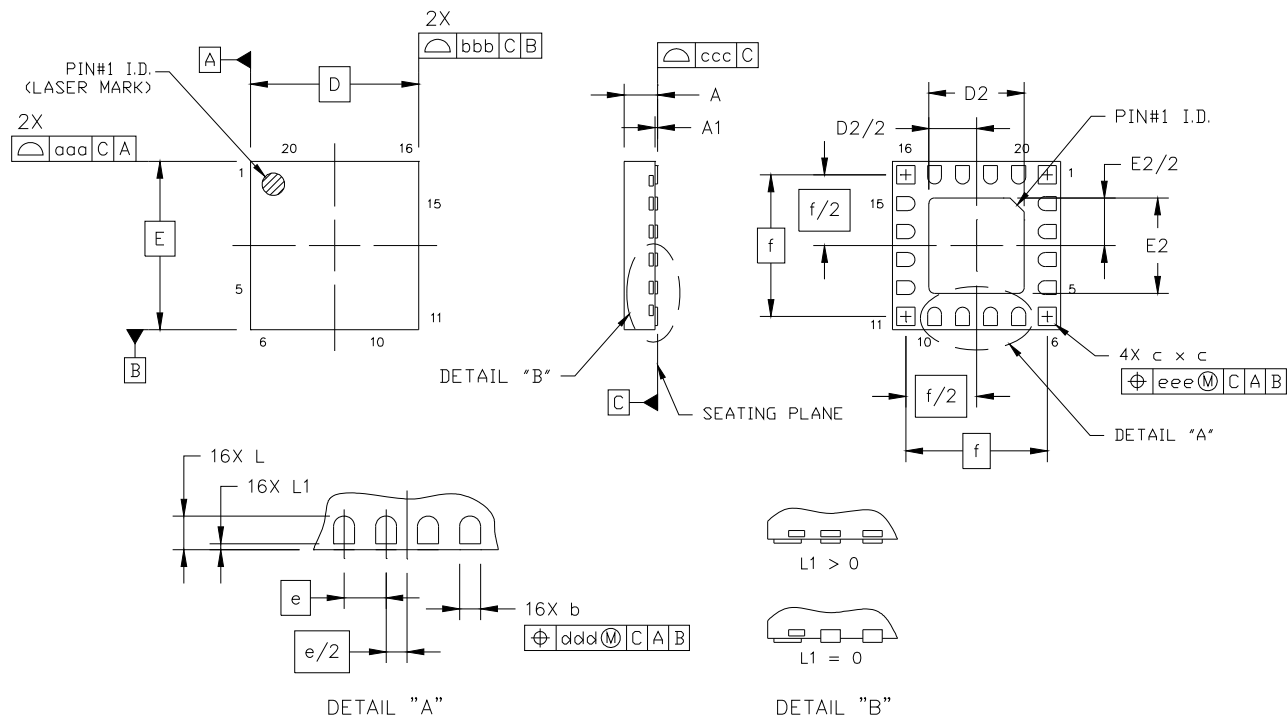 2X
bbb C B
A
D
PIN#1 I.D.
(LASER MARK)
2X
aaa C A
20
16
1
15
E
5
11
6
10
B
ccc C
A
A1
DETAIL "B"
C
SEATING PLANE
D2
D2/2
PIN#1 I.D.
16
20
1
E2/2
f/2
15
f
E2
5
11
10
6
4X c x c
⌖ eee Ⓜ C A B
f/2
f
DETAIL "A"
16X L
16X L1
e
e/2
16X b
⌖ ddd Ⓜ C A B
DETAIL "A"
L1 > 0
L1 = 0
DETAIL "B"